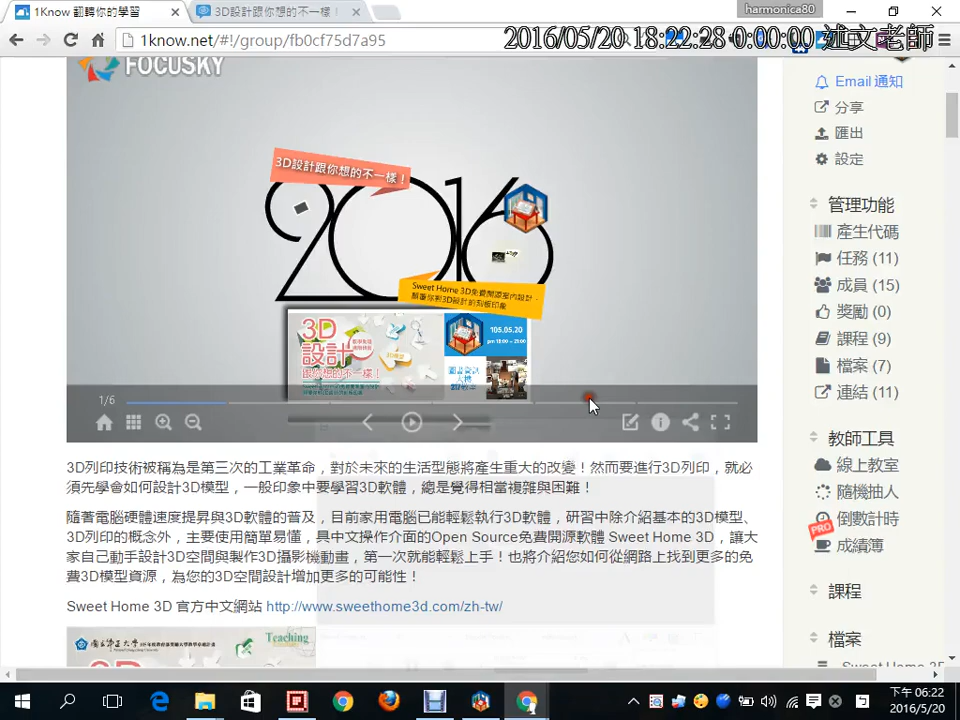 1Know 翻轉你的學習
3D設計跟你想的不一樣！
harmonica80
1know.net/#!/group/fb0cf75d7a95
2016/05/20 18:22:28 0:00:00 述文老師
FOCUSKY
3D設計跟你想的不一樣！
2016
Sweet Home 3D免費開源室內設計，
顛覆你對3D設計的刻板印象
3D
設計
跟你想的不一樣！
105.05.20
pm 18:00 ~ 21:00
1/6
3D列印技術被稱為是第三次的工業革命，對於未來的生活型態將產生重大的改變！然而要進行3D列印，就必
須先學會如何設計3D模型，一般印象中要學習3D軟體，總是覺得相當複雜與困難！
隨著電腦硬體速度提昇與3D軟體的普及，目前家用電腦已能輕鬆執行3D軟體，研習中除介紹基本的3D模型、
3D列印的概念外，主要使用簡單易懂，具中文操作介面的Open Source免費開源軟體 Sweet Home 3D，讓大
家自己動手設計3D空間與製作3D攝影機動畫，第一次就能輕鬆上手！也將介紹您如何從網路上找到更多的免
費3D模型資源，為您的3D空間設計增加更多的可能性！
Sweet Home 3D 官方中文網站 http://www.sweethome3d.com/zh-tw/
Teaching
Email 通知
分享
匯出
設定
管理功能
產生代碼
任務 (11)
成員 (15)
獎勵 (0)
課程 (9)
檔案 (7)
連結 (11)
教師工具
線上教室
隨機抽人
倒數計時
PRO
成績簿
課程
檔案
Sweet Home 3D
下午 06:22
2016/5/20